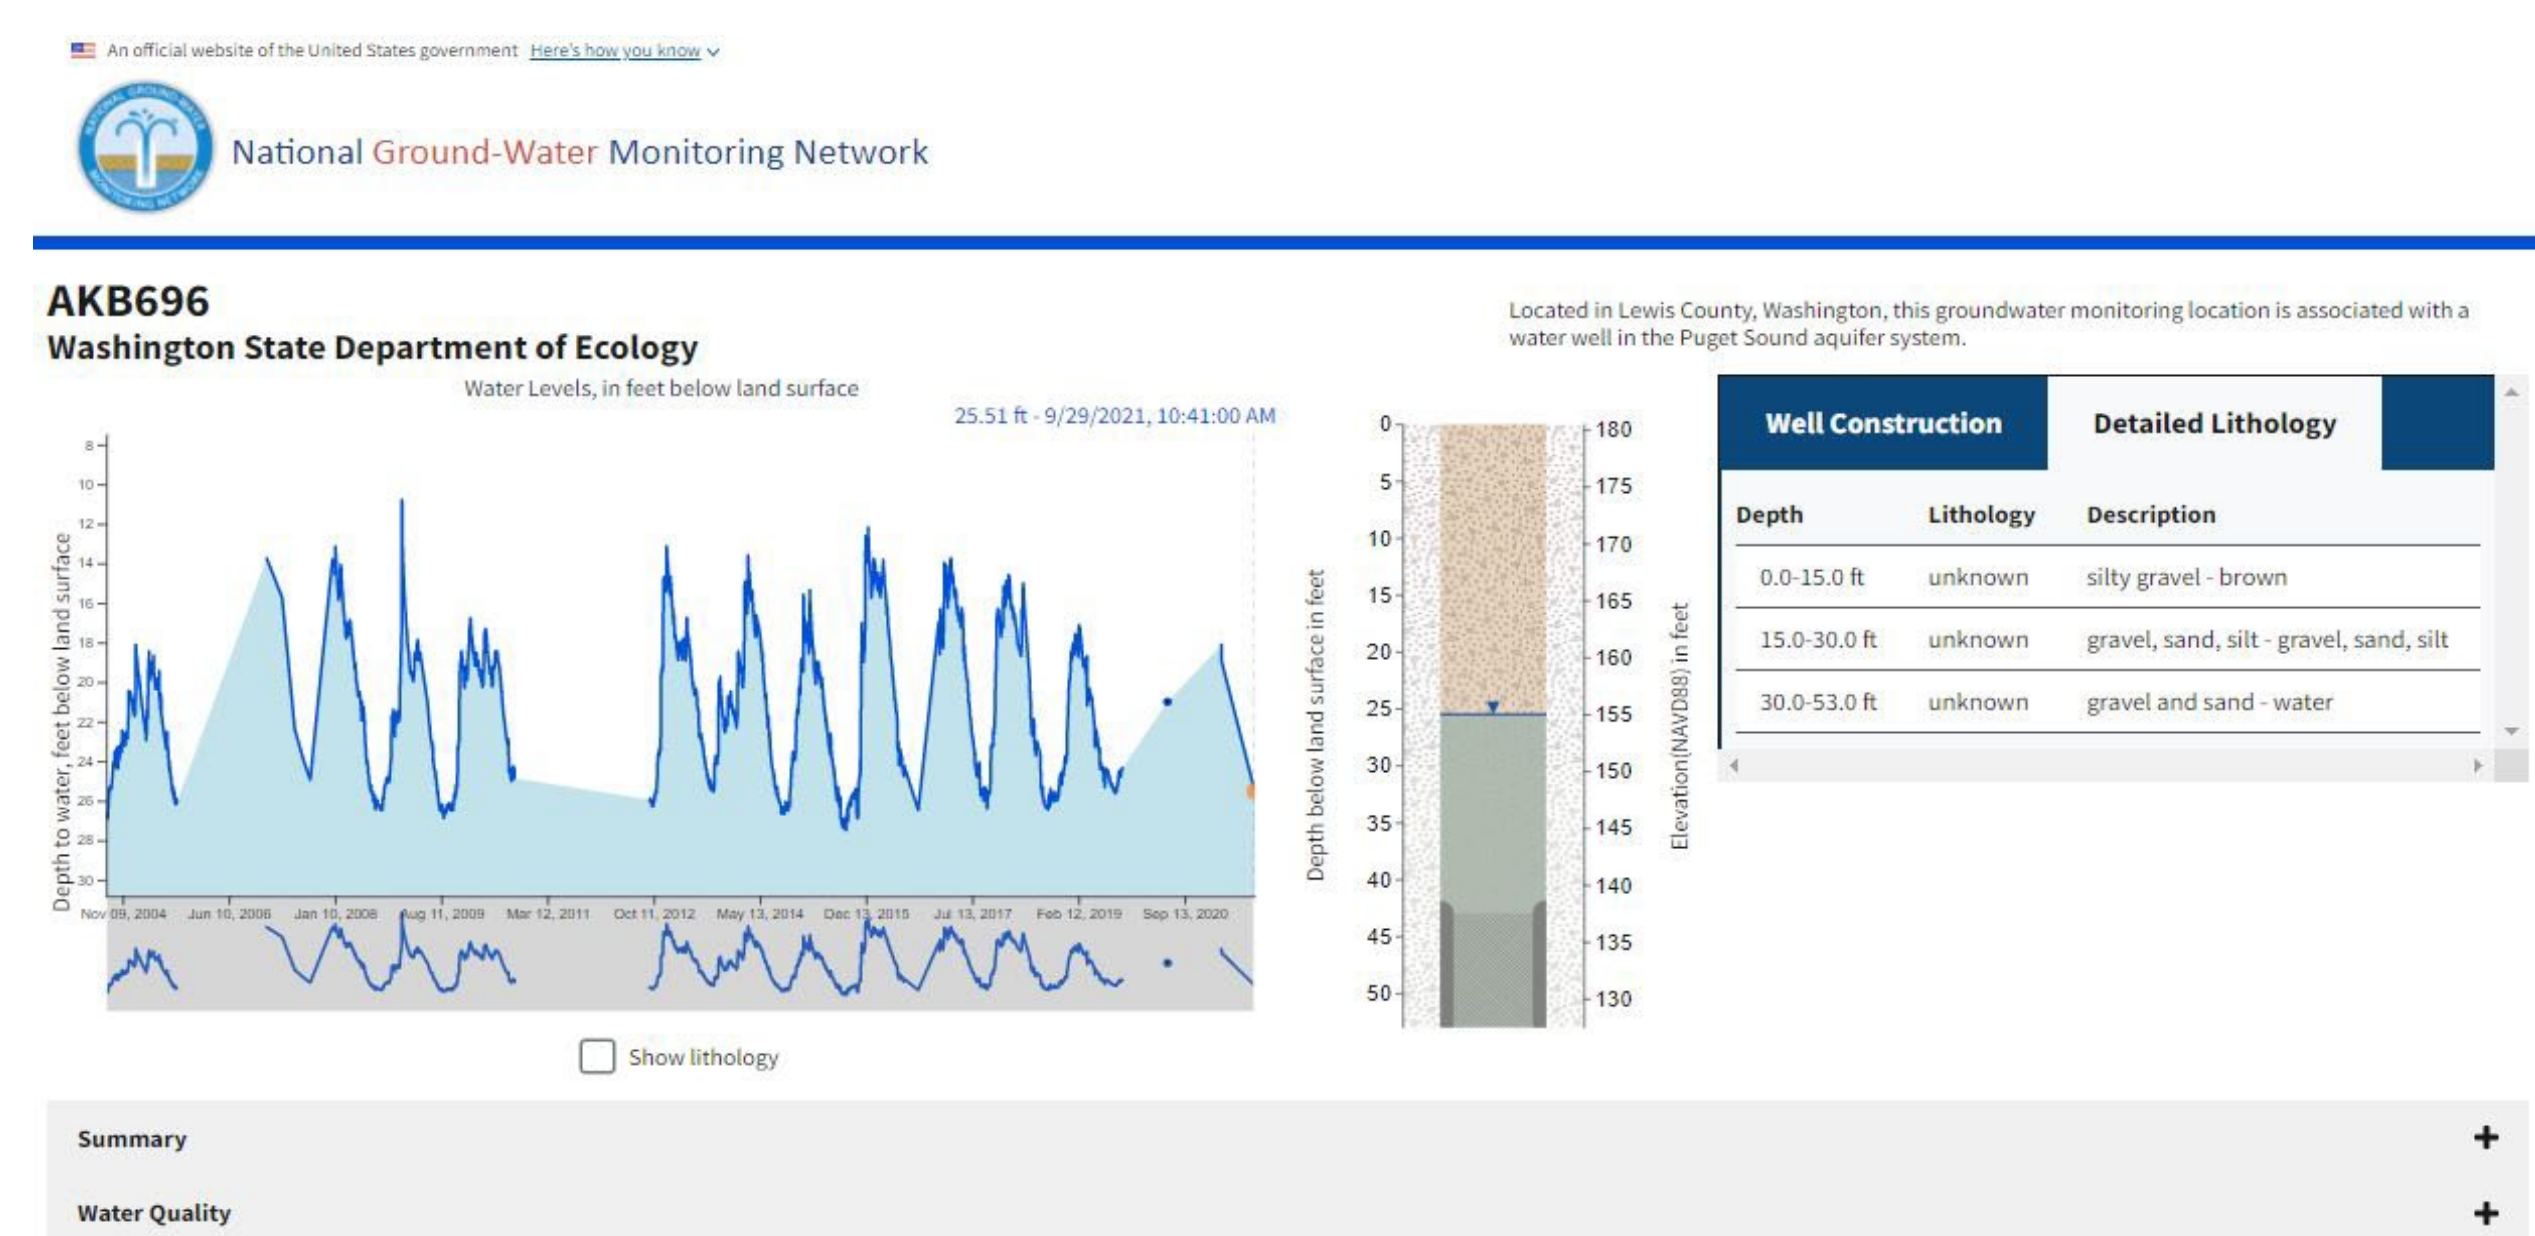 An official website of the United States government Here's how you know
National Ground-Water Monitoring Network
AKB696
Washington State Department of Ecology
Located in Lewis County, Washington, this groundwater monitoring location is associated with a
water well in the Puget Sound aquifer system.
Water Levels, in feet below land surface
25.51 ft - 9/29/2021, 10:41:00 AM
Depth to water, feet below land surface
8
10
12
14
16
18
20
22
24
26
28
30
Nov 09, 2004 Jun 10, 2006 Jan 10, 2008 Aug 11, 2009 Mar 12, 2011 Oct 11, 2012 May 13, 2014 Dec 13, 2015 Jul 13, 2017 Feb 12, 2019 Sep 13, 2020
Show lithology
Depth below land surface in feet
0
5
10
15
20
25
30
35
40
45
50
180
175
170
165
160
155
150
145
140
135
130
Elevation(NAVD88) in feet
Well Construction Detailed Lithology
Depth Lithology Description
0.0-15.0 ft unknown silty gravel - brown
15.0-30.0 ft unknown gravel, sand, silt - gravel, sand, silt
30.0-53.0 ft unknown gravel and sand - water
Summary
Water Quality